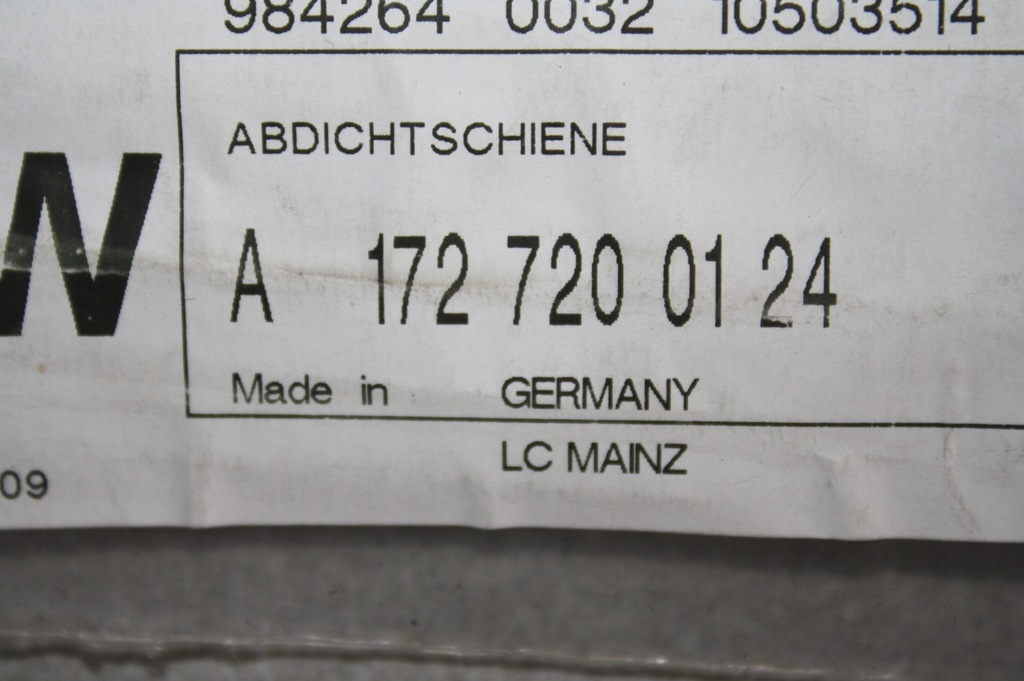 984264 0032 10503514
ABDICHTSCHIENE
A 172 720 01 24
Made in GERMANY
LC MAINZ
09